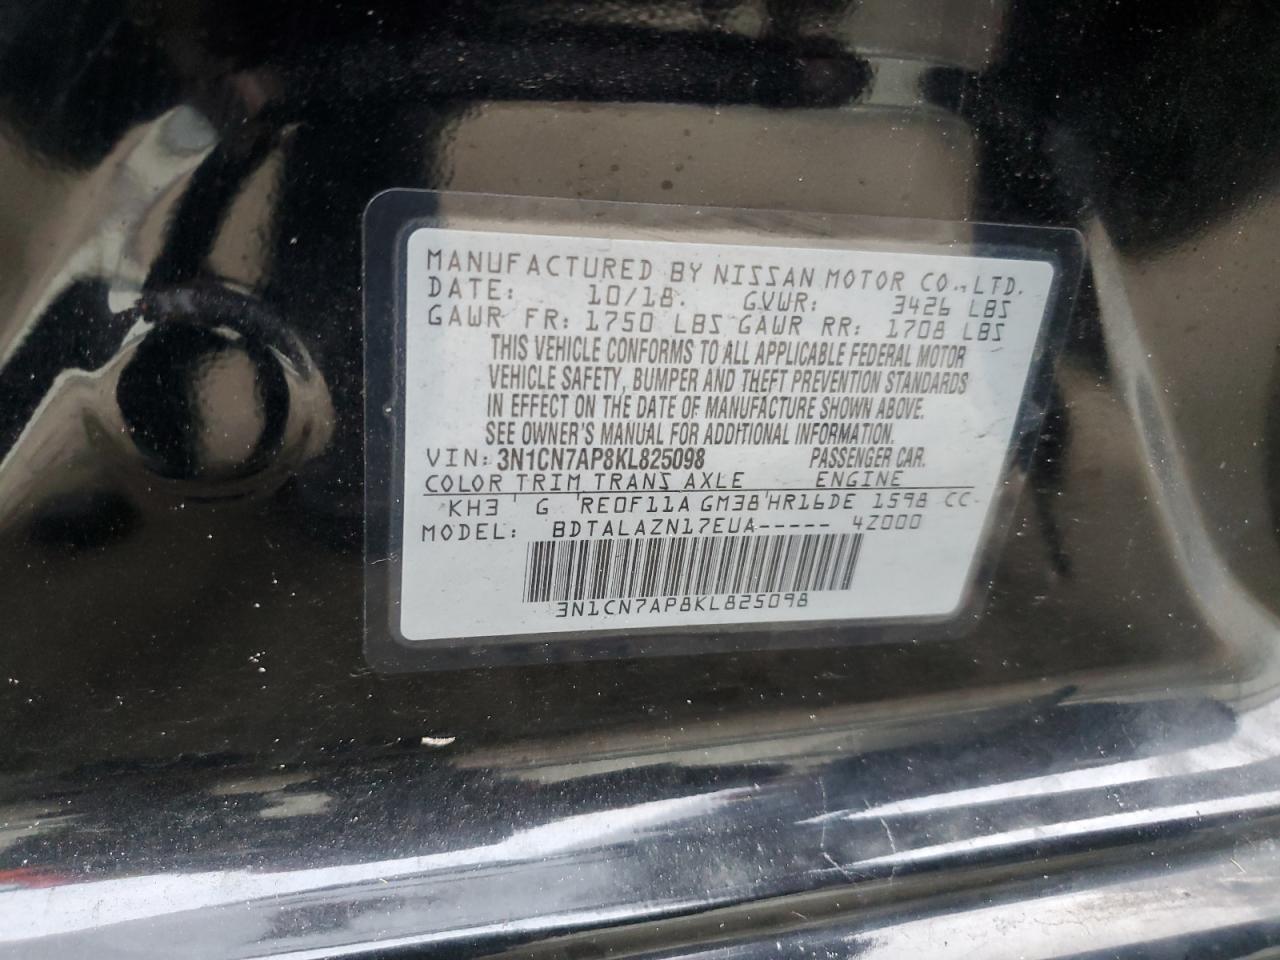 MANUFACTURED BY NISSAN MOTOR CO.,LTD.
DATE: 10/18 GVWR: 3426 LBS
GAWR FR: 1750 LBS GAWR RR: 1708 LBS
THIS VEHICLE CONFORMS TO ALL APPLICABLE FEDERAL MOTOR
VEHICLE SAFETY, BUMPER AND THEFT PREVENTION STANDARDS
IN EFFECT ON THE DATE OF MANUFACTURE SHOWN ABOVE.
SEE OWNER'S MANUAL FOR ADDITIONAL INFORMATION.
VIN: 3N1CN7AP8KL825098 PASSENGER CAR.
COLOR TRIM TRANS AXLE ENGINE
KH3 G RE0F11A GM38 HR16DE 1598 CC
MODEL: BDTALAZN17EUA----- 4Z000
3N1CN7AP8KL825098